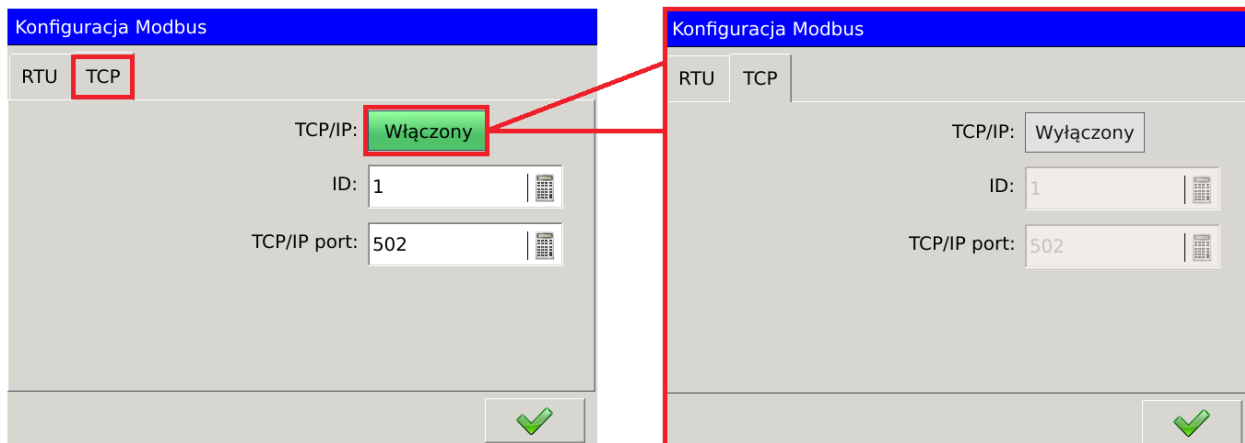 Konfiguracja Modbus
RTU TCP
TCP/IP: Włączony
ID: 1
TCP/IP port: 502
Konfiguracja Modbus
RTU TCP
TCP/IP: Wyłączony
ID: 1
TCP/IP port: 502